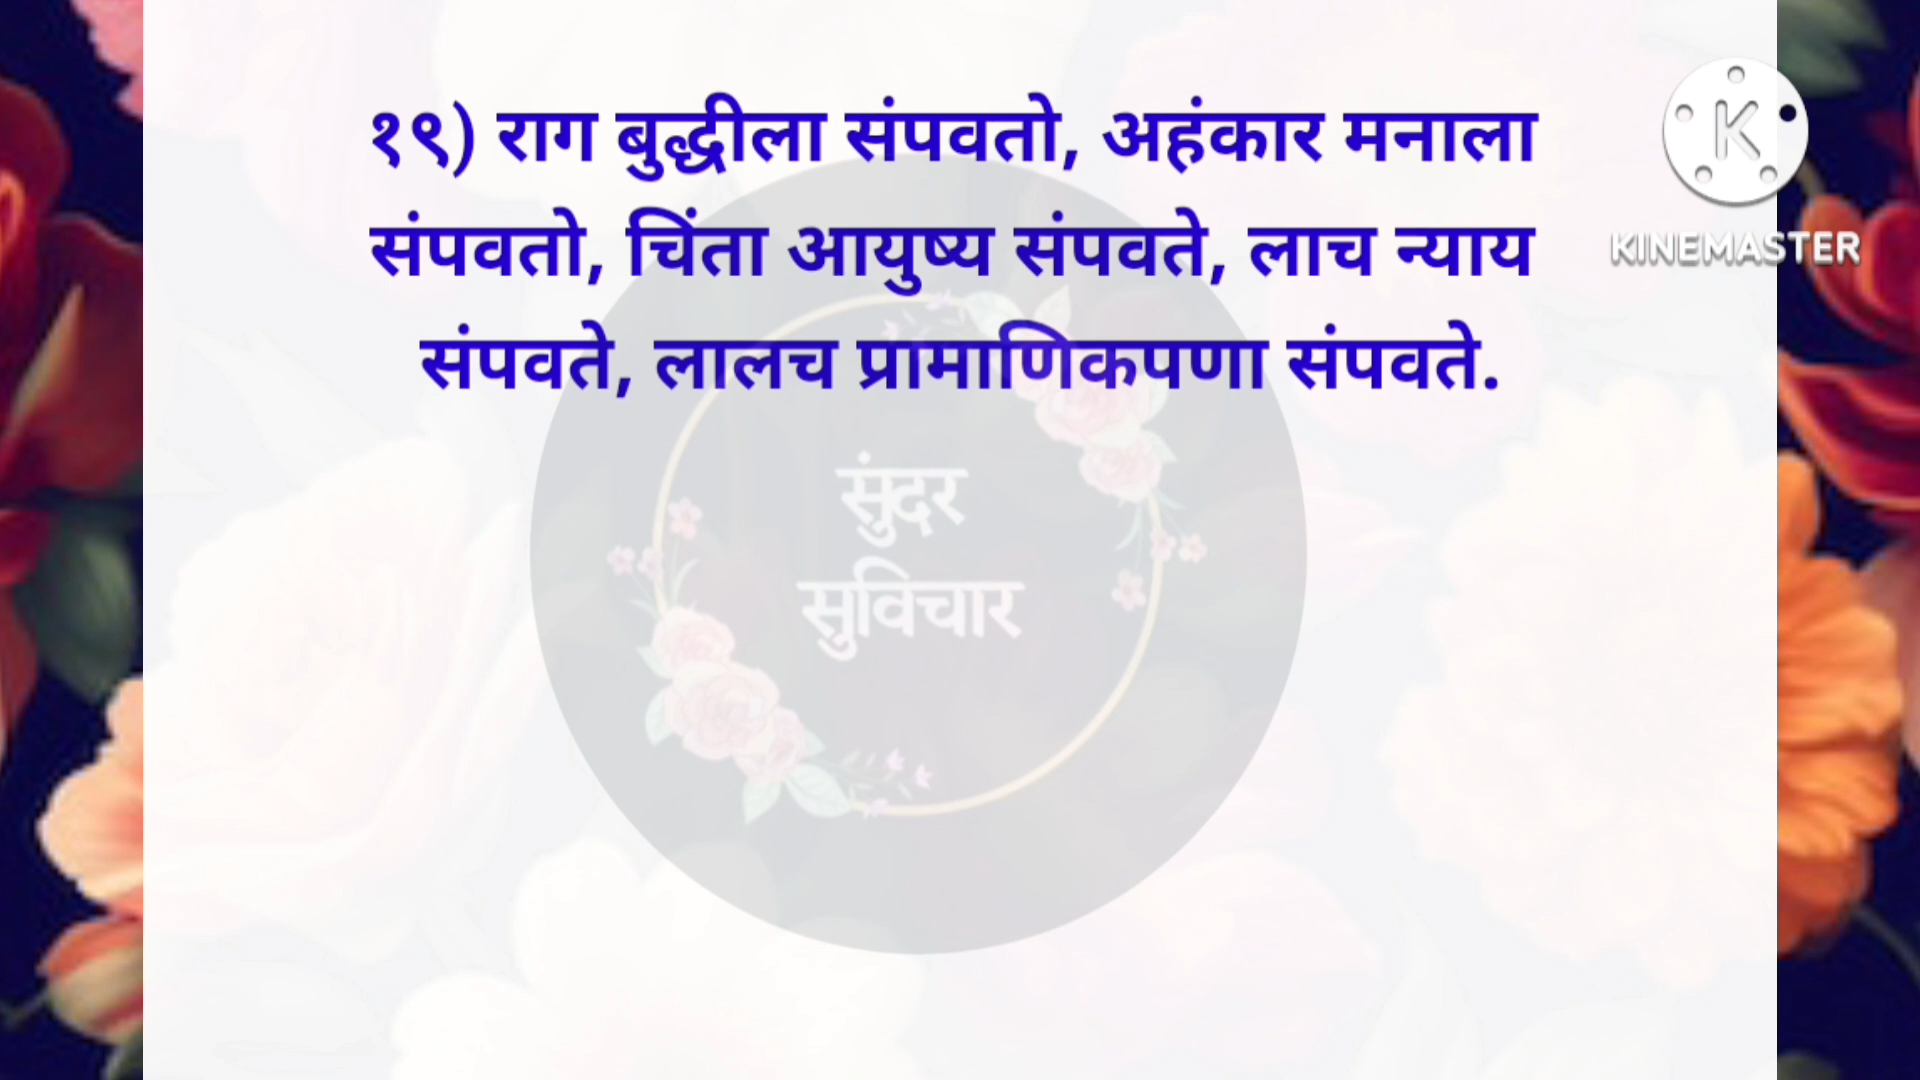 १९) राग बुद्धीला संपवतो, अहंकार मनाला
संपवतो, चिंता आयुष्य संपवते, लाच न्याय
संपवते, लालच प्रामाणिकपणा संपवते.
सुंदर
सुविचार
K
KINEMASTER